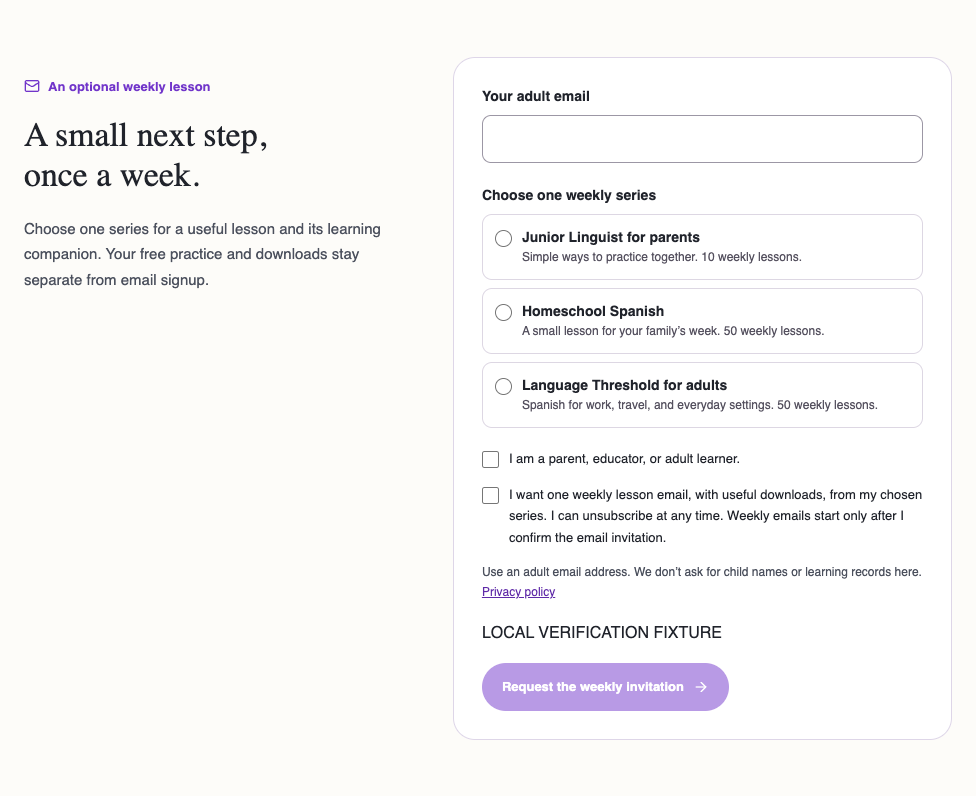 An optional weekly lesson
A small next step,
once a week.
Choose one series for a useful lesson and its learning
companion. Your free practice and downloads stay
separate from email signup.
Your adult email
Choose one weekly series
Junior Linguist for parents
Simple ways to practice together. 10 weekly lessons.
Homeschool Spanish
A small lesson for your family’s week. 50 weekly lessons.
Language Threshold for adults
Spanish for work, travel, and everyday settings. 50 weekly lessons.
I am a parent, educator, or adult learner.
I want one weekly lesson email, with useful downloads, from my chosen
series. I can unsubscribe at any time. Weekly emails start only after I
confirm the email invitation.
Use an adult email address. We don’t ask for child names or learning records here.
Privacy policy
LOCAL VERIFICATION FIXTURE
Request the weekly invitation